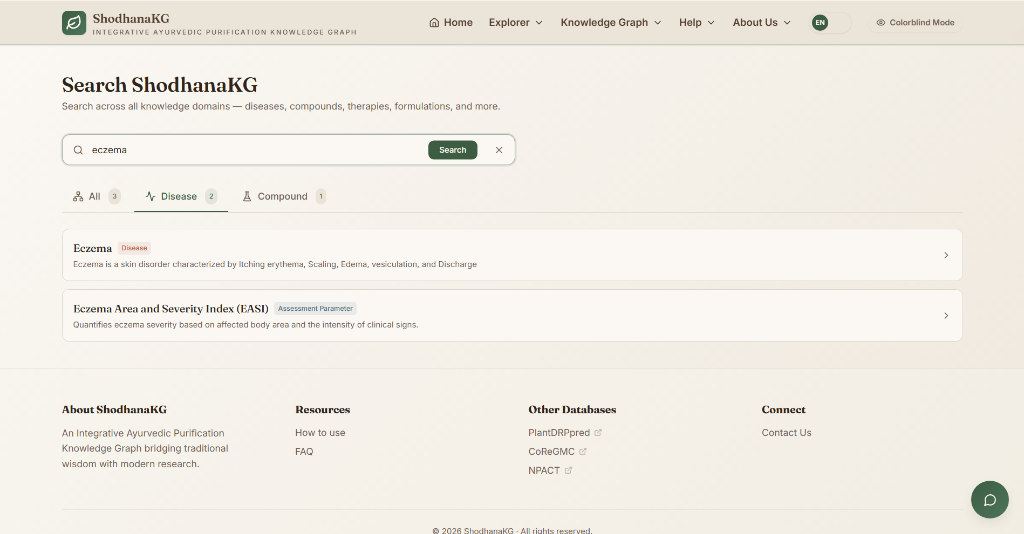 ShodhanaKG
INTEGRATIVE AYURVEDIC PURIFICATION KNOWLEDGE GRAPH
Home Explorer Knowledge Graph Help About Us EN Colorblind Mode
Search ShodhanaKG
Search across all knowledge domains — diseases, compounds, therapies, formulations, and more.
eczema Search
All 3 Disease 2 Compound 1
Eczema Disease
Eczema is a skin disorder characterized by Itching erythema, Scaling, Edema, vesiculation, and Discharge
Eczema Area and Severity Index (EASI) Assessment Parameter
Quantifies eczema severity based on affected body area and the intensity of clinical signs.
About ShodhanaKG
An Integrative Ayurvedic Purification
Knowledge Graph bridging traditional
wisdom with modern research.
Resources
How to use
FAQ
Other Databases
PlantDRPpred
CoReGMC
NPACT
Connect
Contact Us
© 2026 ShodhanaKG · All rights reserved.